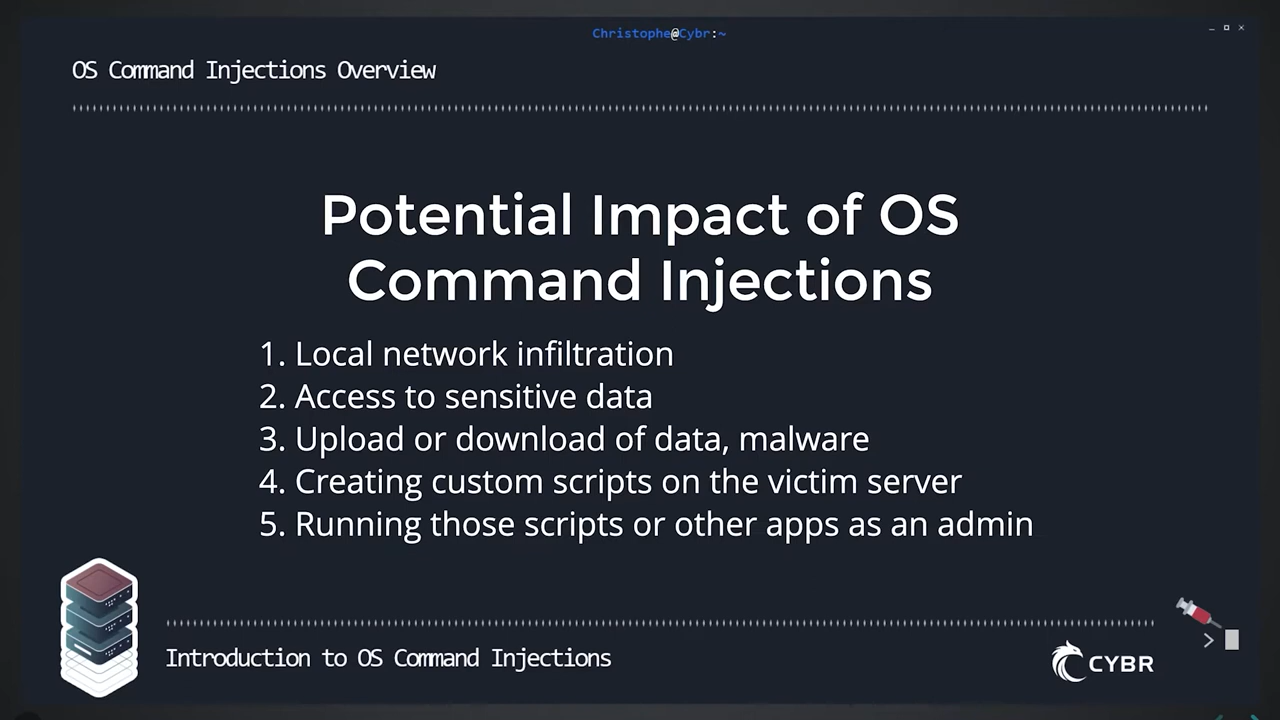 Christophe@Cybr:~
OS Command Injections Overview
Potential Impact of OS
Command Injections
1. Local network infiltration
2. Access to sensitive data
3. Upload or download of data, malware
4. Creating custom scripts on the victim server
5. Running those scripts or other apps as an admin
Introduction to OS Command Injections
CYBR
>